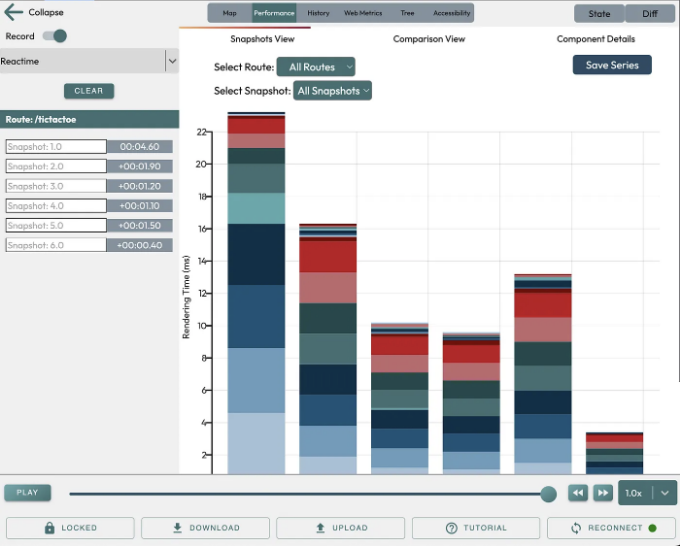 Collapse
Map Performance History Web Metrics Tree Accessibility
State Diff
Record
Snapshots View Comparison View Component Details
Reactime
Select Route: All Routes
Save Series
Select Snapshot: All Snapshots
CLEAR
Route: /tictactoe
Snapshot: 1.0 00:04.60
Snapshot: 2.0 +00:01.90
Snapshot: 3.0 +00:01.20
Snapshot: 4.0 +00:01.10
Snapshot: 5.0 +00:01.50
Snapshot: 6.0 +00:00.40
Rendering Time (ms)
22
20
18
16
14
12
10
8
6
4
2
PLAY
1.0x
LOCKED DOWNLOAD UPLOAD TUTORIAL RECONNECT